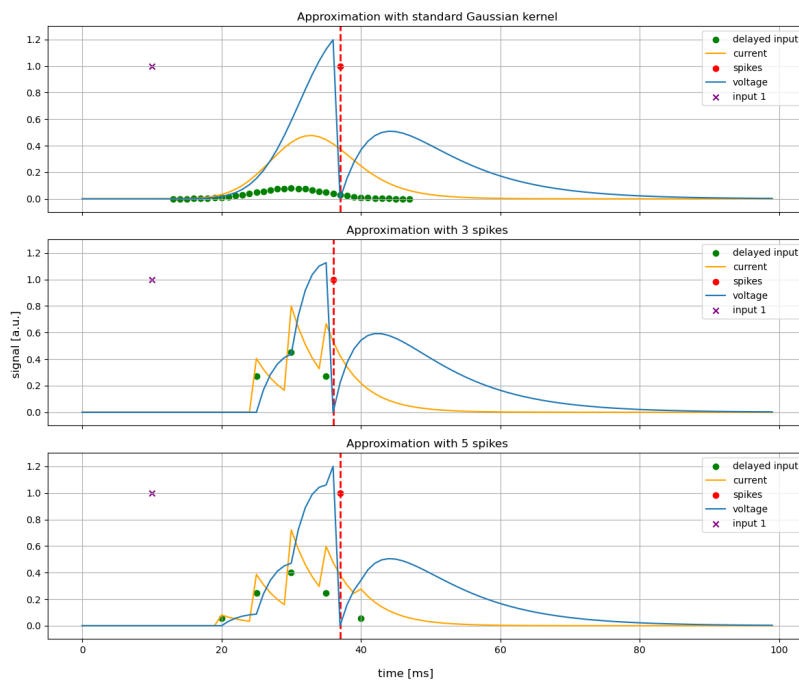 Approximation with standard Gaussian kernel
1.2
1.0
0.8
0.6
0.4
0.2
0.0
delayed input
current
spikes
voltage
input 1
Approximation with 3 spikes
signal [a.u.]
1.2
1.0
0.8
0.6
0.4
0.2
0.0
delayed input
current
spikes
voltage
input 1
Approximation with 5 spikes
1.2
1.0
0.8
0.6
0.4
0.2
0.0
delayed input
current
spikes
voltage
input 1
0 20 40 60 80 100
time [ms]